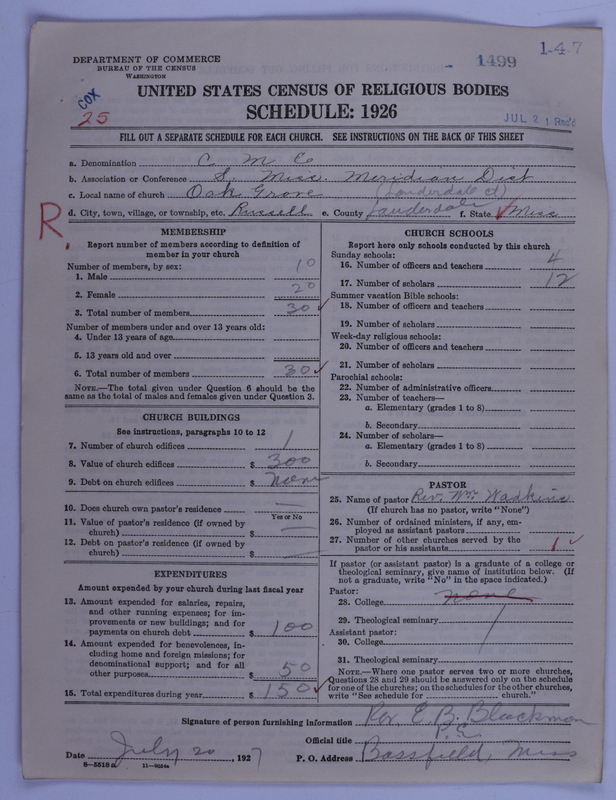 1-47
1499
DEPARTMENT OF COMMERCE
BUREAU OF THE CENSUS
WASHINGTON
COX
25
UNITED STATES CENSUS OF RELIGIOUS BODIES
SCHEDULE: 1926
JUL 21 Rec'd
FILL OUT A SEPARATE SCHEDULE FOR EACH CHURCH. SEE INSTRUCTIONS ON THE BACK OF THIS SHEET
a. Denomination C M E
b. Association or Conference S. Miss. Meridian Dist
c. Local name of church Oak Grove (Lauderdale Ct)
d. City, town, village, or township, etc. Russell e. County Lauderdale f. State Miss
R.
MEMBERSHIP
Report number of members according to definition of
member in your church
Number of members, by sex:
1. Male 10
2. Female 20
3. Total number of members 30
Number of members under and over 13 years old:
4. Under 13 years of age
5. 13 years old and over
6. Total number of members 30
NOTE.—The total given under Question 6 should be the
same as the total of males and females given under Question 3.
CHURCH BUILDINGS
See instructions, paragraphs 10 to 12
7. Number of church edifices 1
8. Value of church edifices $ 300
9. Debt on church edifices $ none
10. Does church own pastor's residence
Yes or No
11. Value of pastor's residence (if owned by
church) $
12. Debt on pastor's residence (if owned by
church) $
EXPENDITURES
Amount expended by your church during last fiscal year
13. Amount expended for salaries, repairs,
and other running expenses; for im-
provements or new buildings; and for
payments on church debt $ 100
14. Amount expended for benevolences, in-
cluding home and foreign missions; for
denominational support; and for all
other purposes $ 50
15. Total expenditures during year $ 150
CHURCH SCHOOLS
Report here only schools conducted by this church
Sunday schools:
16. Number of officers and teachers 4
17. Number of scholars 12
Summer vacation Bible schools:
18. Number of officers and teachers
19. Number of scholars
Week-day religious schools:
20. Number of officers and teachers
21. Number of scholars
Parochial schools:
22. Number of administrative officers
23. Number of teachers—
a. Elementary (grades 1 to 8)
b. Secondary
24. Number of scholars—
a. Elementary (grades 1 to 8)
b. Secondary
PASTOR
25. Name of pastor Rev. Wm Wadkins
(If church has no pastor, write "None")
26. Number of ordained ministers, if any, em-
ployed as assistant pastors
27. Number of other churches served by the
pastor or his assistants 1
If pastor (or assistant pastor) is a graduate of a college or
theological seminary, give name of institution below. (If
not a graduate, write "No" in the space indicated.)
Pastor:
28. College none
29. Theological seminary
Assistant pastor:
30. College
31. Theological seminary
NOTE.—Where one pastor serves two or more churches,
Questions 28 and 29 should be answered only on the schedule
for one of the churches; on the schedules for the other churches,
write "See schedule for church."
Signature of person furnishing information Rev. E. B. Blackmon
Official title P. E.
Date July 20, 1927 P. O. Address Bassfield, Miss
8-5518 a 11-8054a